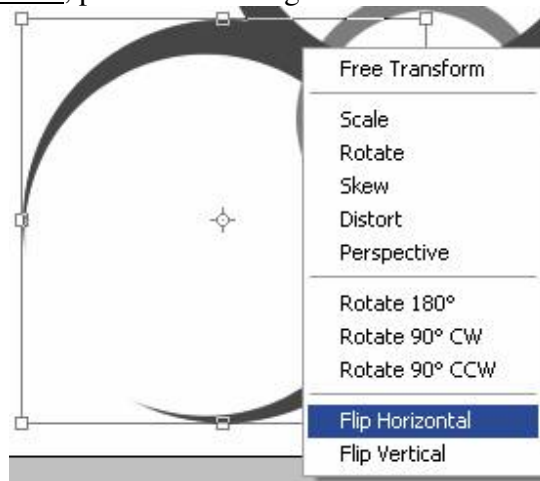 Free Transform
Scale
Rotate
Skew
Distort
Perspective
Rotate 180°
Rotate 90° CW
Rotate 90° CCW
Flip Horizontal
Flip Vertical